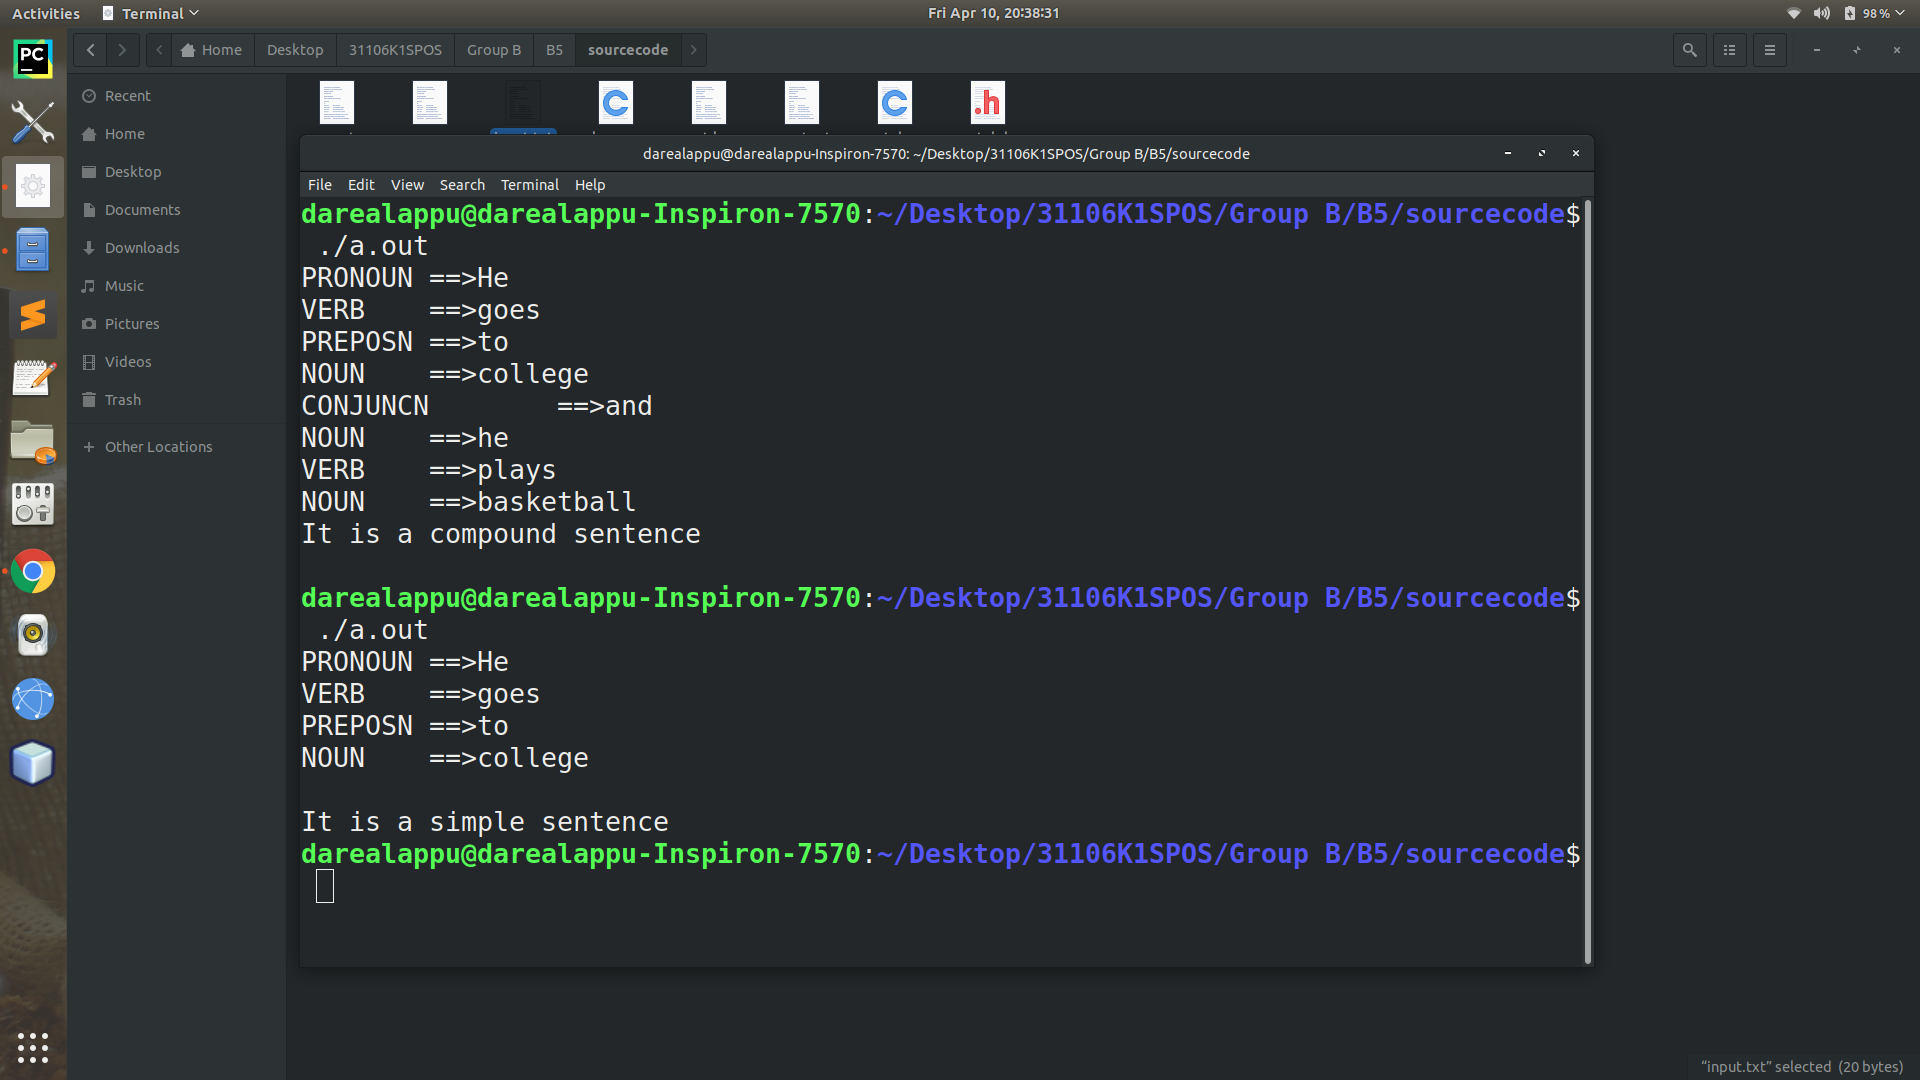 Activities Terminal Fri Apr 10, 20:38:31 98%
PC
Home Desktop 31106K1SPOS Group B B5 sourcecode
Recent
Home
Desktop
Documents
Downloads
Music
Pictures
Videos
Trash
Other Locations
C C .h
darealappu@darealappu-Inspiron-7570: ~/Desktop/31106K1SPOS/Group B/B5/sourcecode
File Edit View Search Terminal Help
darealappu@darealappu-Inspiron-7570:~/Desktop/31106K1SPOS/Group B/B5/sourcecode$
./a.out
PRONOUN ==>He
VERB    ==>goes
PREPOSN ==>to
NOUN    ==>college
CONJUNCN        ==>and
NOUN    ==>he
VERB    ==>plays
NOUN    ==>basketball
It is a compound sentence
darealappu@darealappu-Inspiron-7570:~/Desktop/31106K1SPOS/Group B/B5/sourcecode$
./a.out
PRONOUN ==>He
VERB    ==>goes
PREPOSN ==>to
NOUN    ==>college
It is a simple sentence
darealappu@darealappu-Inspiron-7570:~/Desktop/31106K1SPOS/Group B/B5/sourcecode$
“input.txt” selected (20 bytes)